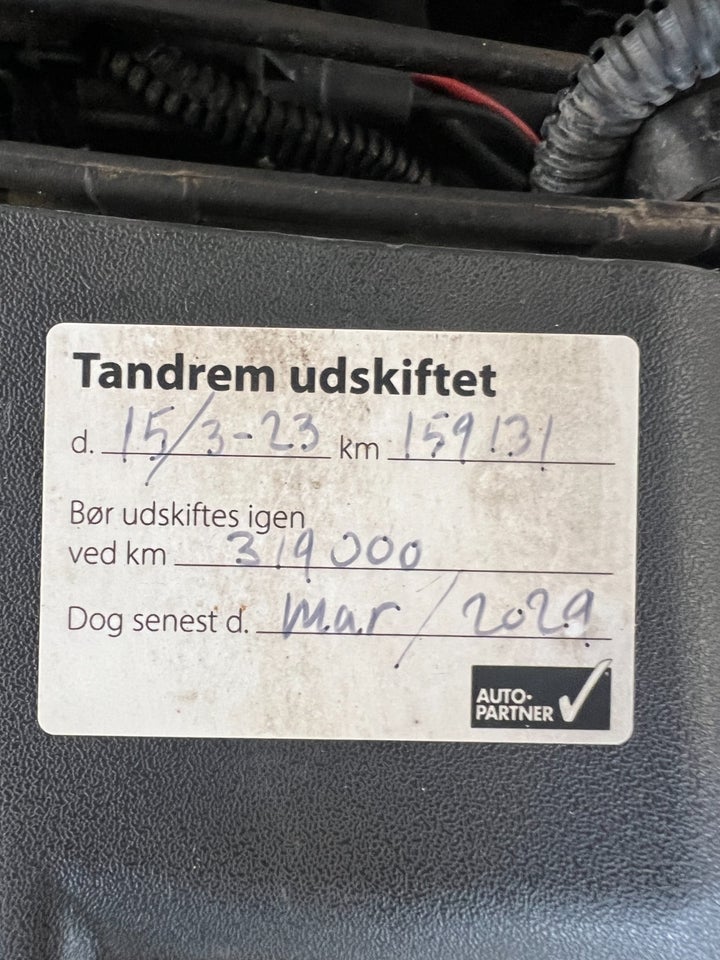 Tandrem udskiftet
d. 15/3-23 km 159131
Bør udskiftes igen
ved km 319000
Dog senest d. Mar/2029
AUTO-
PARTNER